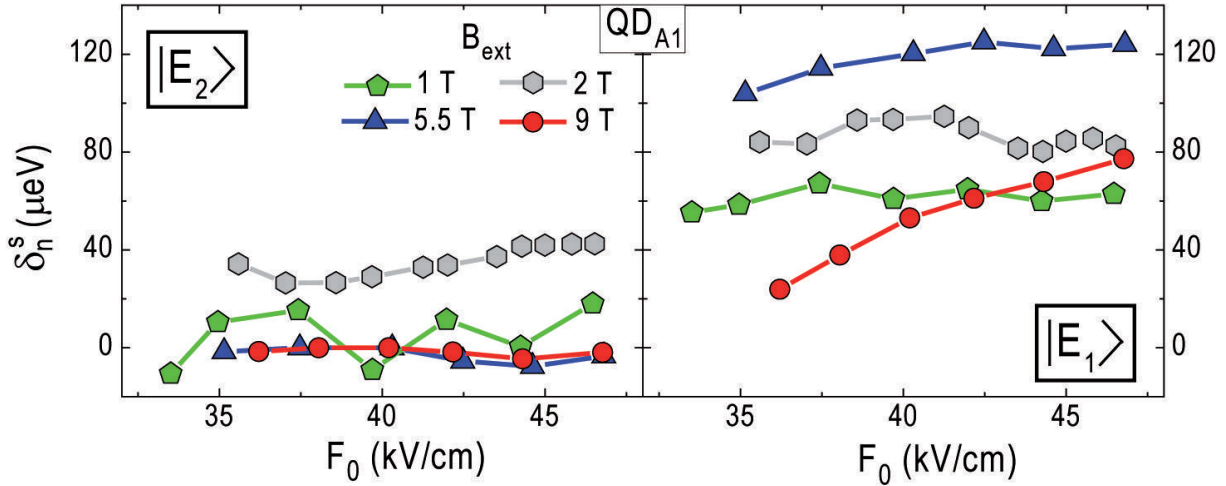 B_ext QD_A1
|E₂⟩
1 T 2 T
5.5 T 9 T
120 120
80 80
40 40
0 0
δₙˢ (μeV)
|E₁⟩
35 40 45 35 40 45
F₀ (kV/cm) F₀ (kV/cm)